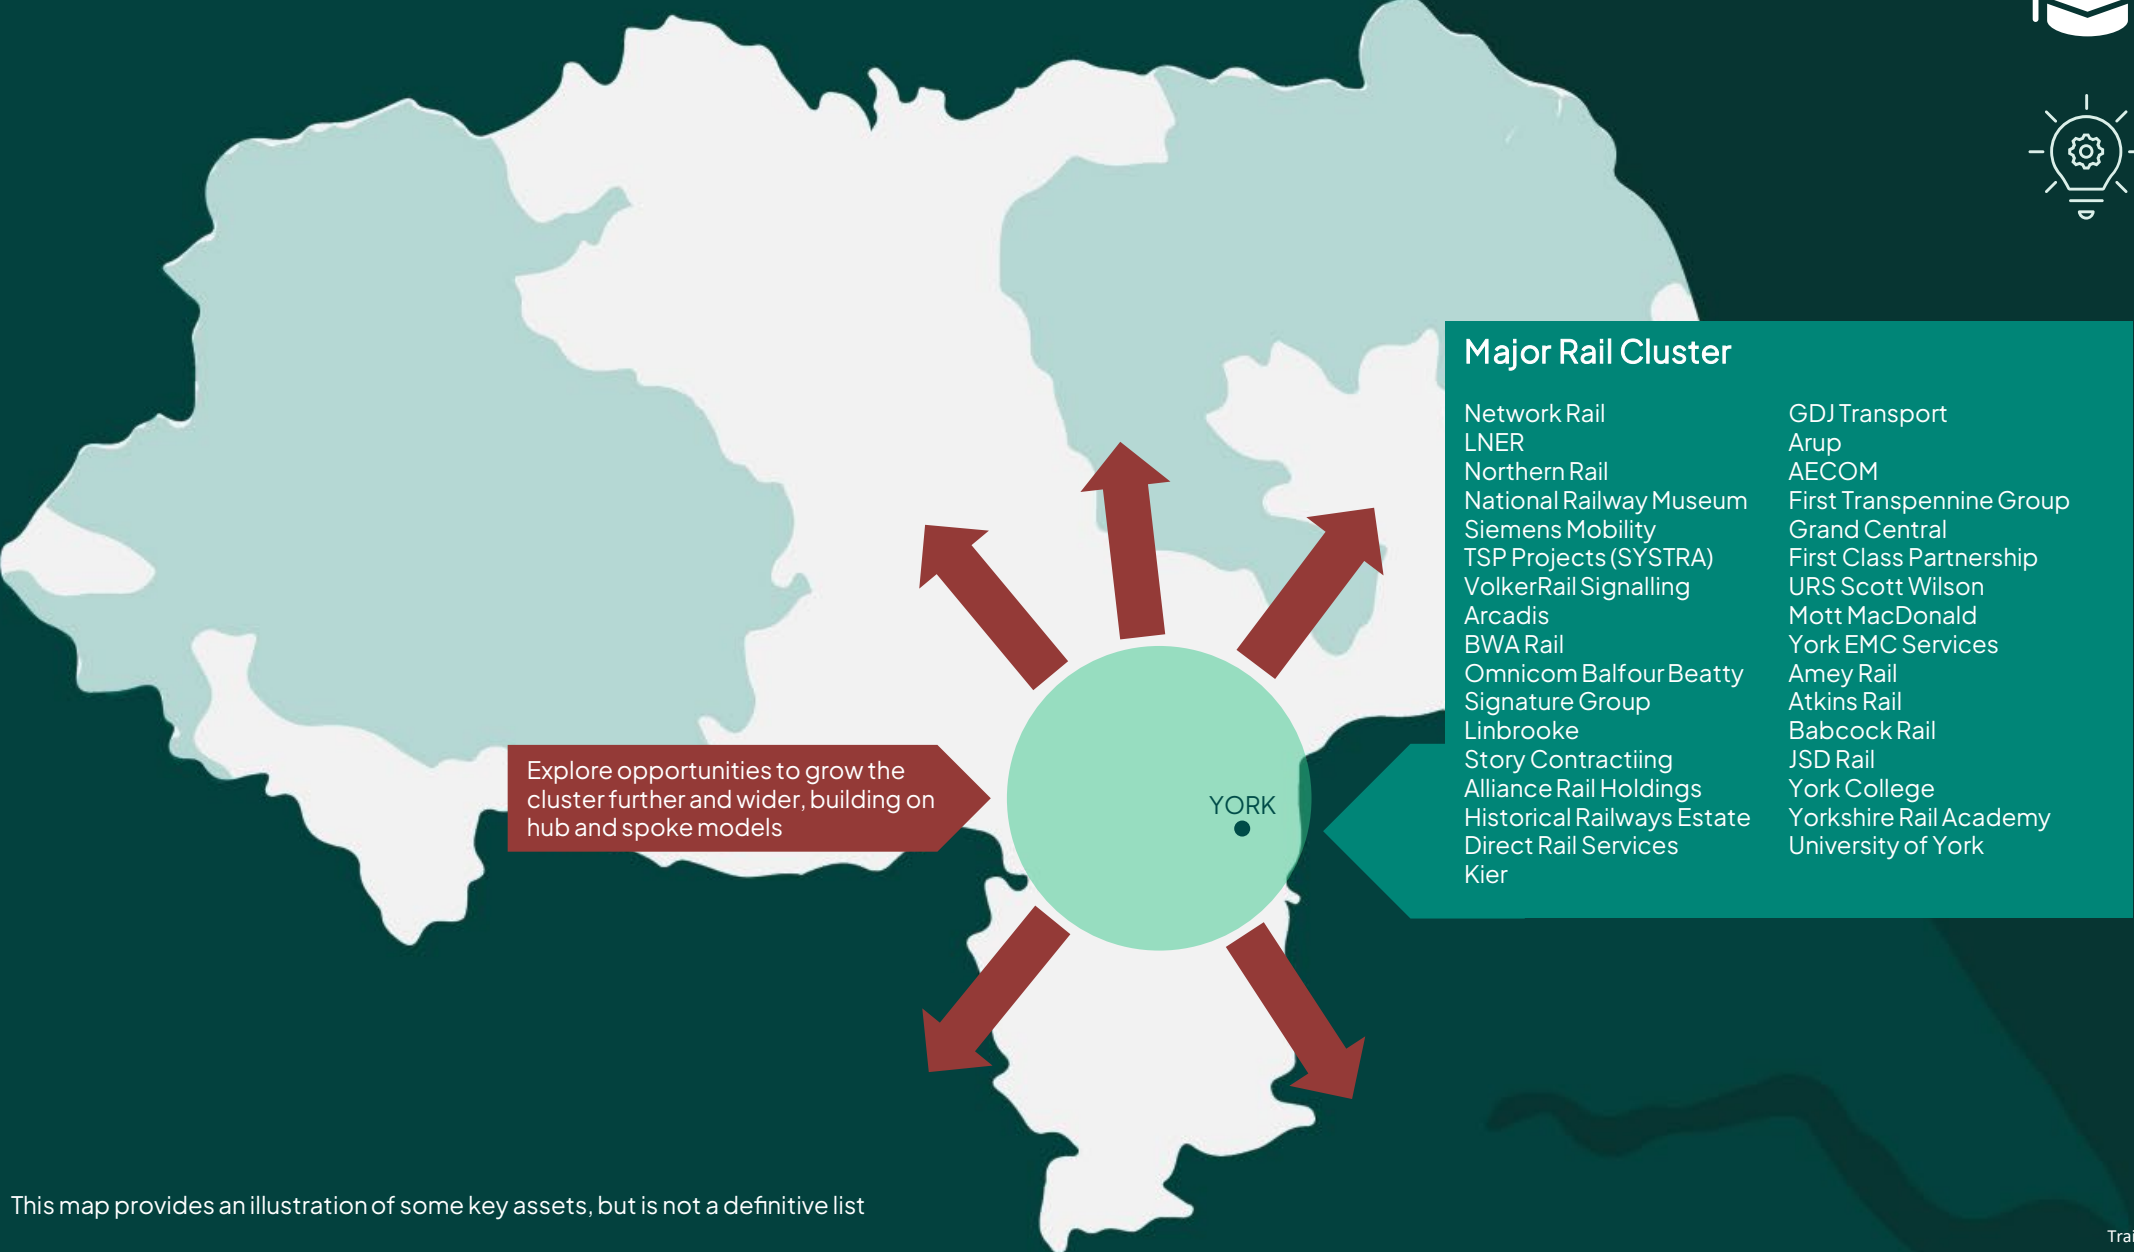 Major Rail Cluster
Network Rail
LNER
Northern Rail
National Railway Museum
Siemens Mobility
TSP Projects (SYSTRA)
VolkerRail Signalling
Arcadis
BWA Rail
Omnicom Balfour Beatty
Signature Group
Linbrooke
Story Contractiing
Alliance Rail Holdings
Historical Railways Estate
Direct Rail Services
Kier
GDJ Transport
Arup
AECOM
First Transpennine Group
Grand Central
First Class Partnership
URS Scott Wilson
Mott MacDonald
York EMC Services
Amey Rail
Atkins Rail
Babcock Rail
JSD Rail
York College
Yorkshire Rail Academy
University of York
Explore opportunities to grow the
cluster further and wider, building on
hub and spoke models
YORK
This map provides an illustration of some key assets, but is not a definitive list